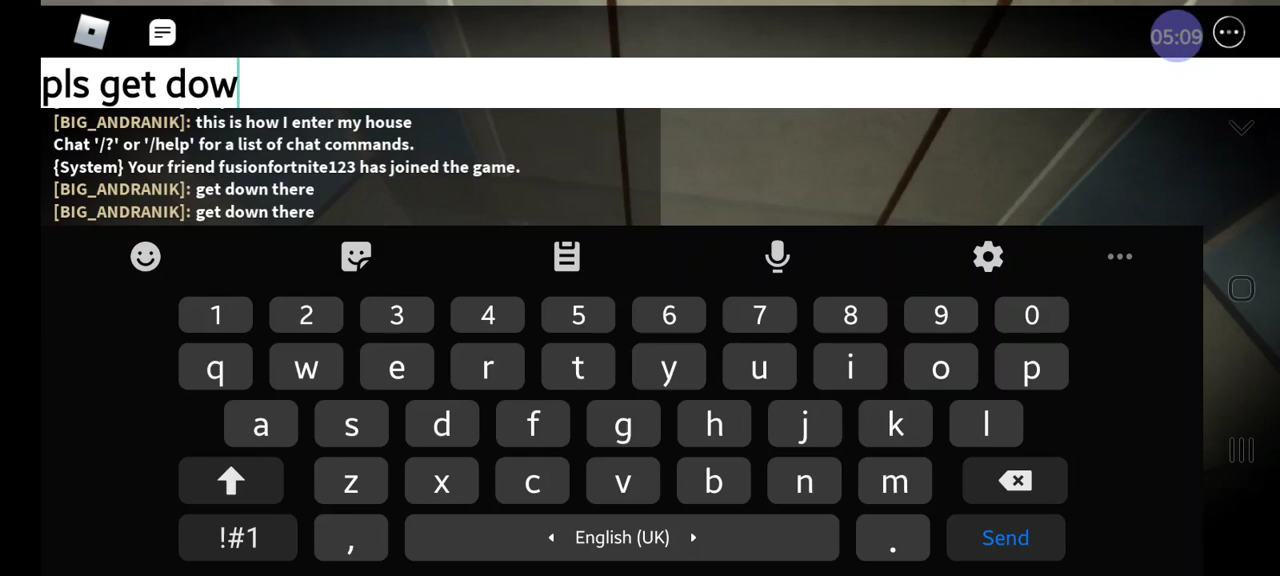 05:09
pls get dow
[BIG_ANDRANIK]: this is how I enter my house
Chat '/?' or '/help' for a list of chat commands.
{System} Your friend fusionfortnite123 has joined the game.
[BIG_ANDRANIK]: get down there
[BIG_ANDRANIK]: get down there
1 2 3 4 5 6 7 8 9 0
q w e r t y u i o p
a s d f g h j k l
z x c v b n m
!#1 , English (UK) . Send